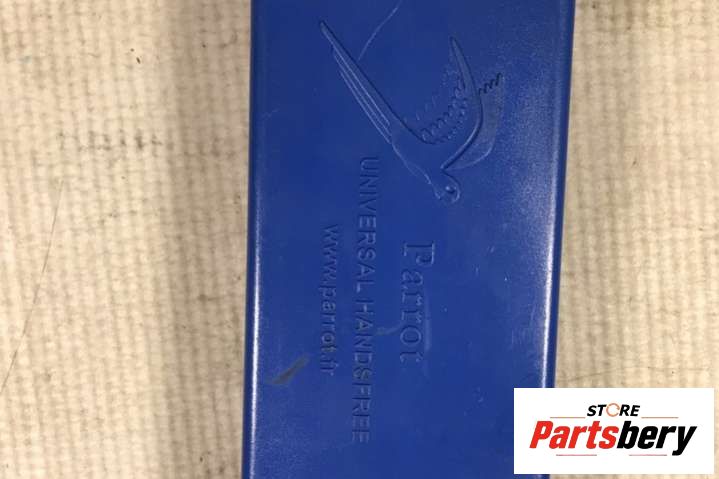 Parrot
UNIVERSAL HANDSFREE
www.parrot.fr
STORE
Partsbery